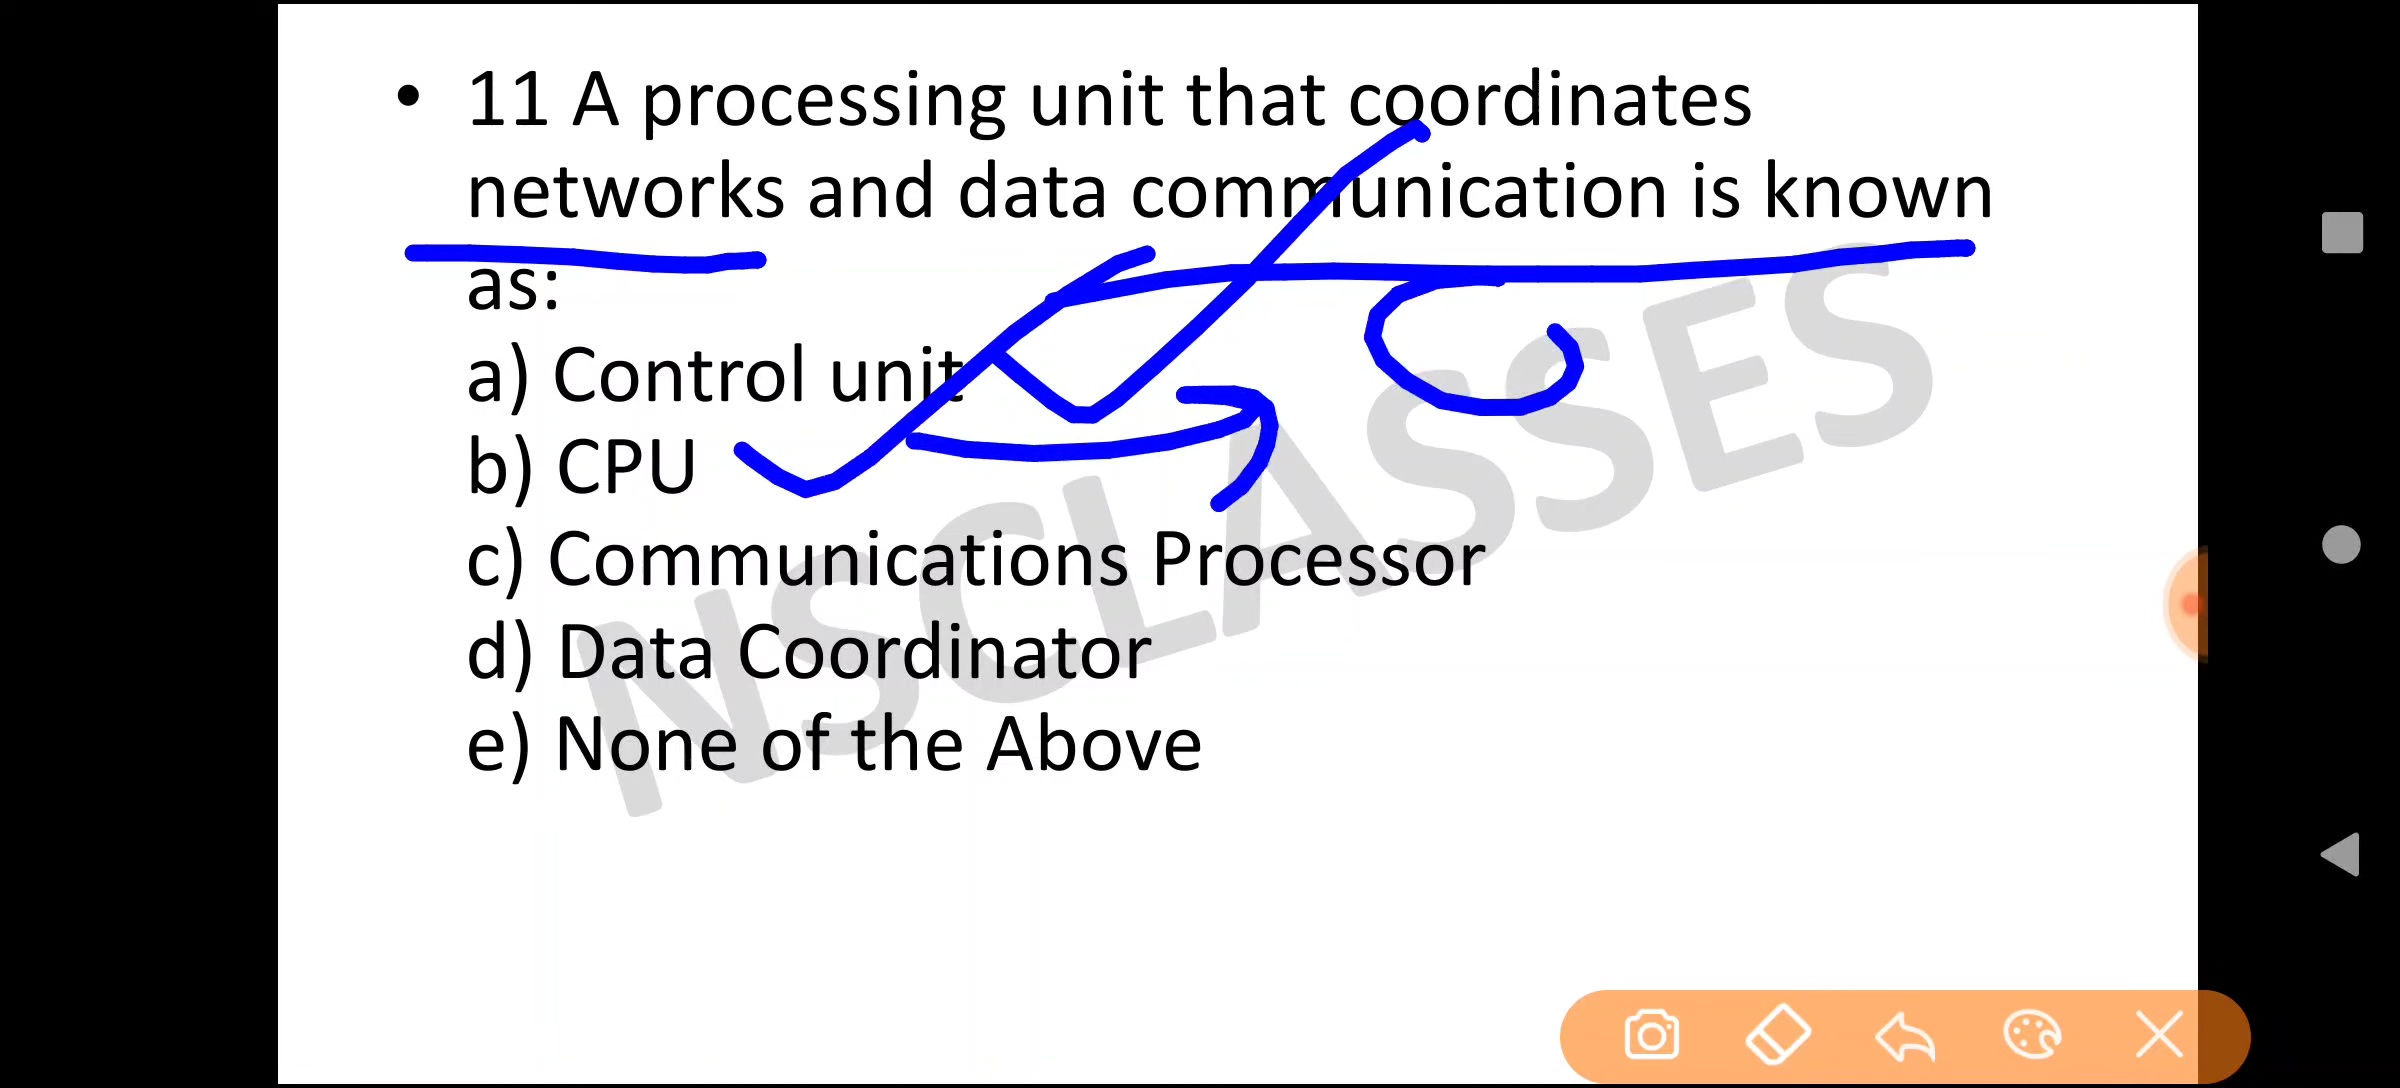 • 11 A processing unit that coordinates
networks and data communication is known
as:
a) Control unit
b) CPU
c) Communications Processor
d) Data Coordinator
e) None of the Above
NSCLASSES